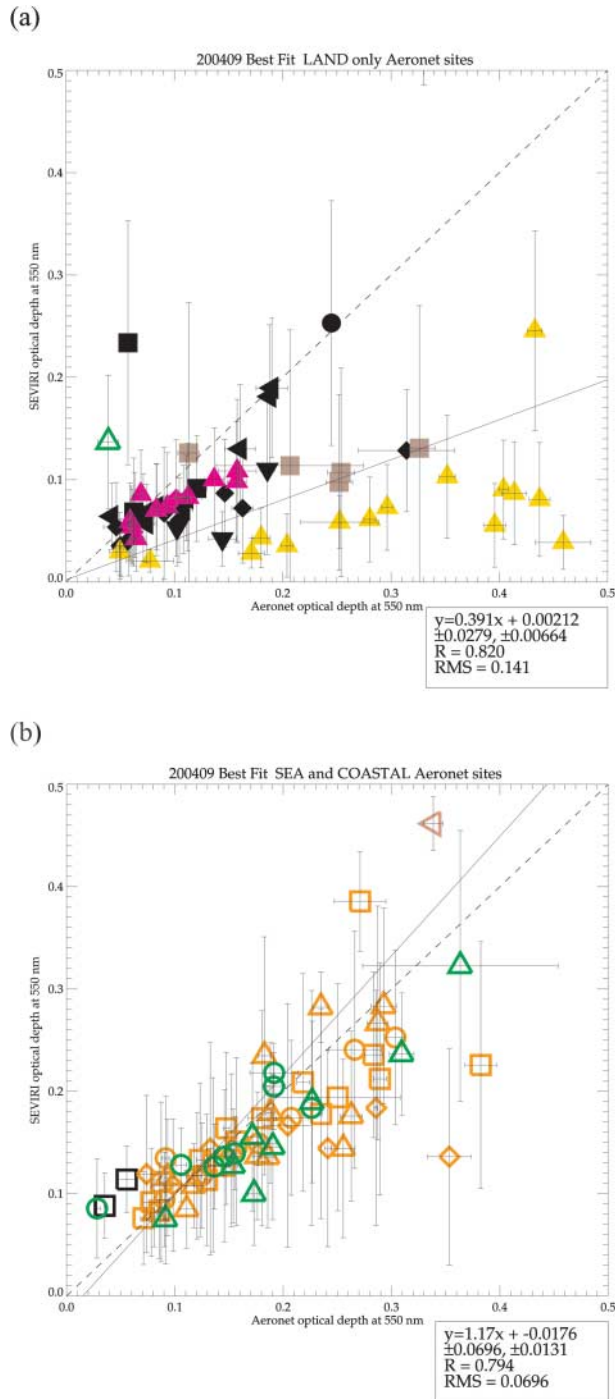 (a)
200409 Best Fit LAND only Aeronet sites
SEVIRI optical depth at 550 nm
0.5
0.4
0.3
0.2
0.1
0.0
0.0 0.1 0.2 0.3 0.4 0.5
Aeronet optical depth at 550 nm
y=0.391x + 0.00212
±0.0279, ±0.00664
R = 0.820
RMS = 0.141
(b)
200409 Best Fit SEA and COASTAL Aeronet sites
SEVIRI optical depth at 550 nm
0.5
0.4
0.3
0.2
0.1
0.0
0.0 0.1 0.2 0.3 0.4 0.5
Aeronet optical depth at 550 nm
y=1.17x + -0.0176
±0.0696, ±0.0131
R = 0.794
RMS = 0.0696